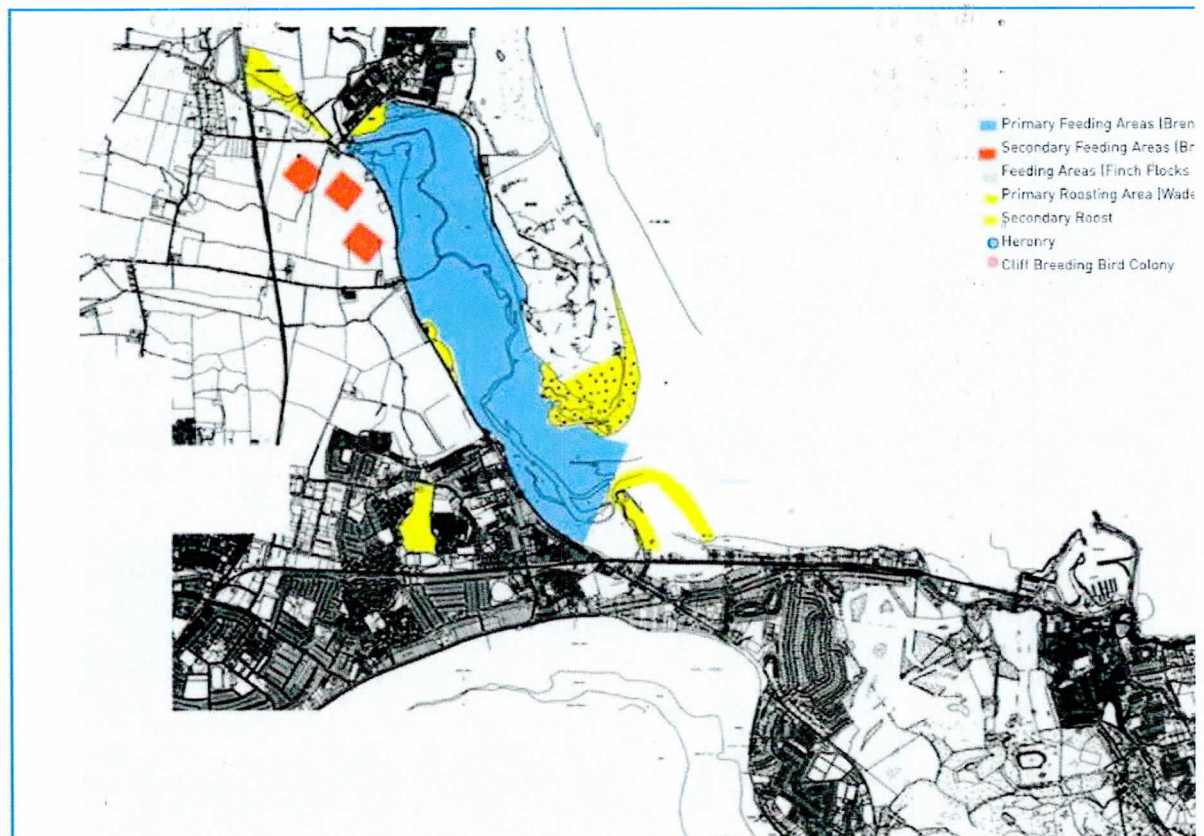 Primary Feeding Areas (Bren
Secondary Feeding Areas (Br
Feeding Areas (Finch Flocks
Primary Roosting Area (Wade
Secondary Roost
Heronry
Cliff Breeding Bird Colony